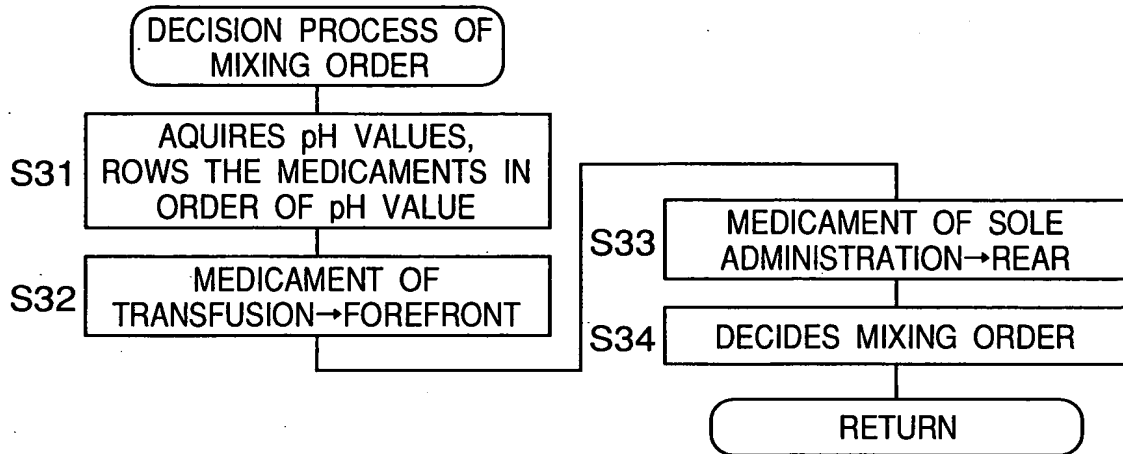 DECISION PROCESS OF
MIXING ORDER
S31
AQUIRES pH VALUES,
ROWS THE MEDICAMENTS IN
ORDER OF pH VALUE
S32
MEDICAMENT OF
TRANSFUSION→FOREFRONT
S33
MEDICAMENT OF SOLE
ADMINISTRATION→REAR
S34
DECIDES MIXING ORDER
RETURN